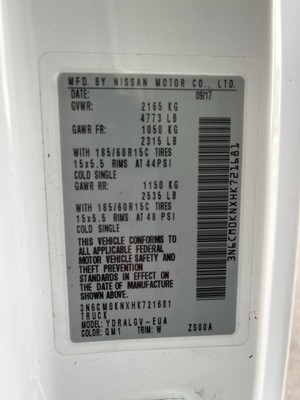 MFD. BY NISSAN MOTOR CO., LTD.
DATE: 09/17
GVWR: 2165 KG
4773 LB
GAWR FR: 1050 KG
2315 LB
WITH 185/60R15C TIRES
15x5.5 RIMS AT 44PSI
COLD SINGLE
GAWR RR: 1150 KG
2535 LB
WITH 185/60R15C TIRES
15x5.5 RIMS AT 48 PSI
COLD SINGLE
THIS VEHICLE CONFORMS TO
ALL APPLICABLE FEDERAL
MOTOR VEHICLE SAFETY
AND THEFT PREVENTION
STANDARDS IN EFFECT ON
THE DATE OF MANUFACTURE
SHOWN ABOVE.
3N6CM0KNXHK721681
TRUCK
MODEL: YDRALGV-EUA
COLOR: QM1 TRIM: W Z500A
3N6CM0KNXHK721681